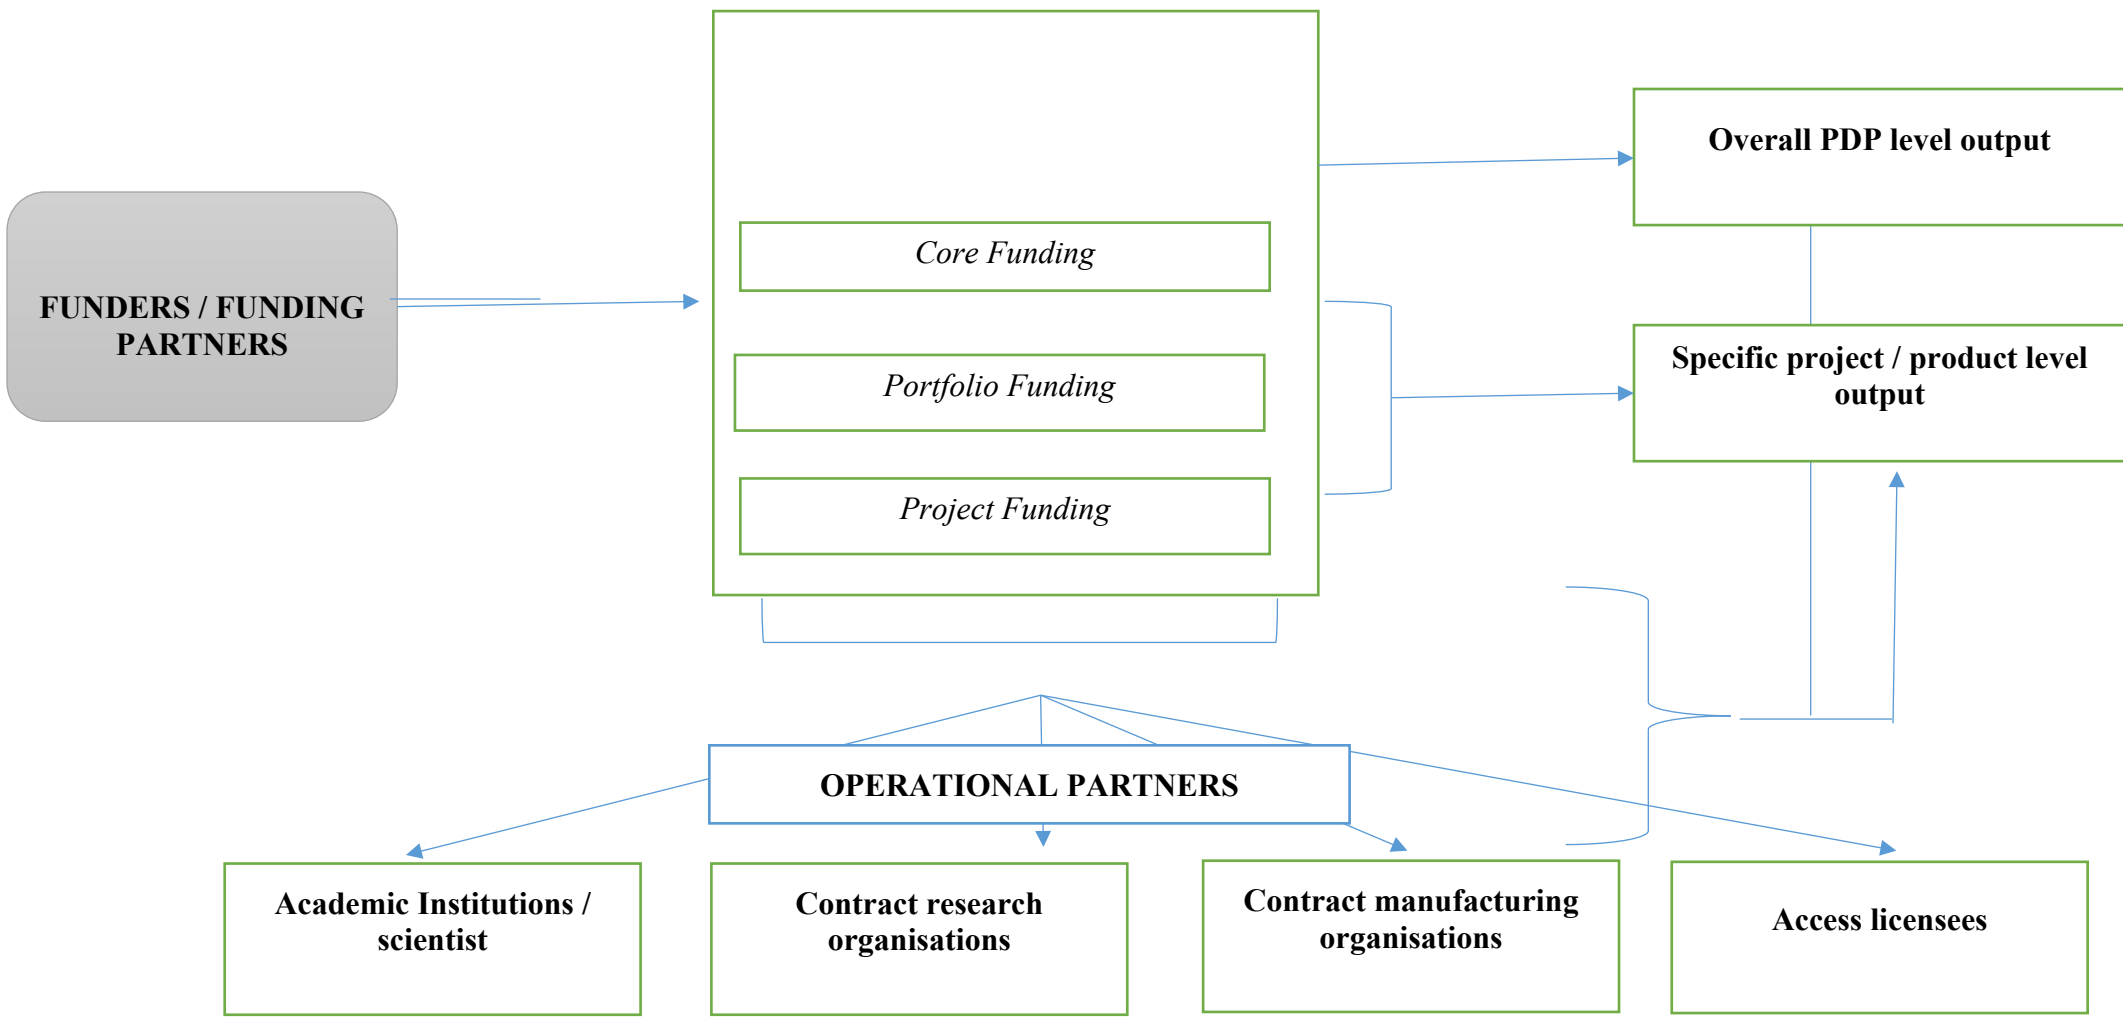 Overall PDP level output
Core Funding
FUNDERS / FUNDING
PARTNERS
Specific project / product level
output
Portfolio Funding
Project Funding
OPERATIONAL PARTNERS
Academic Institutions /
scientist
Contract research
organisations
Contract manufacturing
organisations
Access licensees